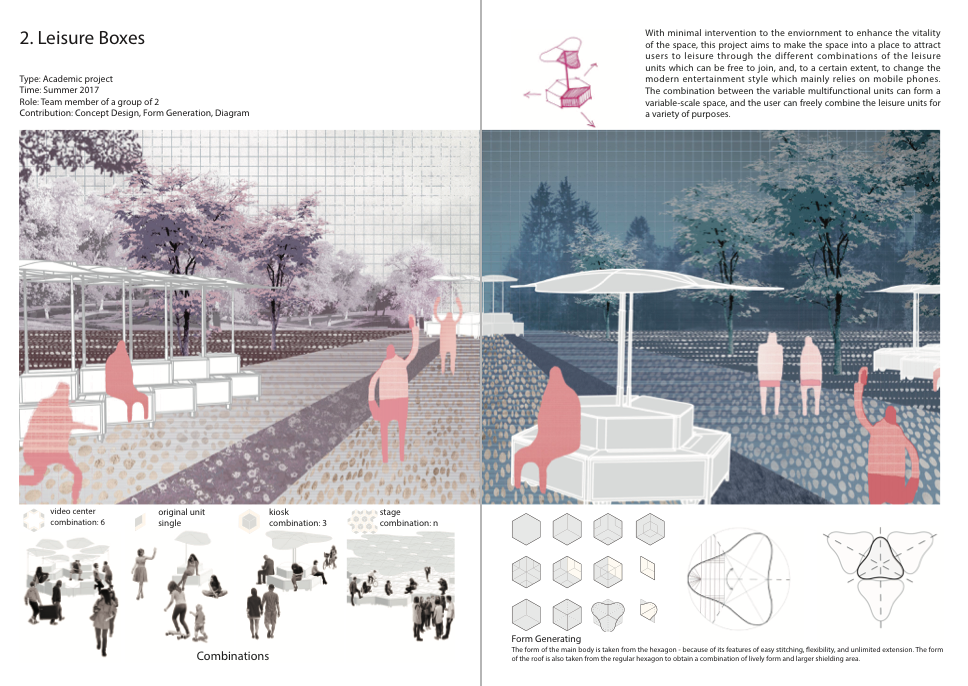 2. Leisure Boxes
Type: Academic project
Time: Summer 2017
Role: Team member of a group of 2
Contribution: Concept Design, Form Generation, Diagram
With minimal intervention to the enviornment to enhance the vitality
of the space, this project aims to make the space into a place to attract
users to leisure through the different combinations of the leisure
units which can be free to join, and, to a certain extent, to change the
modern entertainment style which mainly relies on mobile phones.
The combination between the variable multifunctional units can form a
variable-scale space, and the user can freely combine the leisure units for
a variety of purposes.
video center
combination: 6
original unit
single
kiosk
combination: 3
stage
combination: n
Combinations
Form Generating
The form of the main body is taken from the hexagon - because of its features of easy stitching, flexibility, and unlimited extension. The form
of the roof is also taken from the regular hexagon to obtain a combination of lively form and larger shielding area.